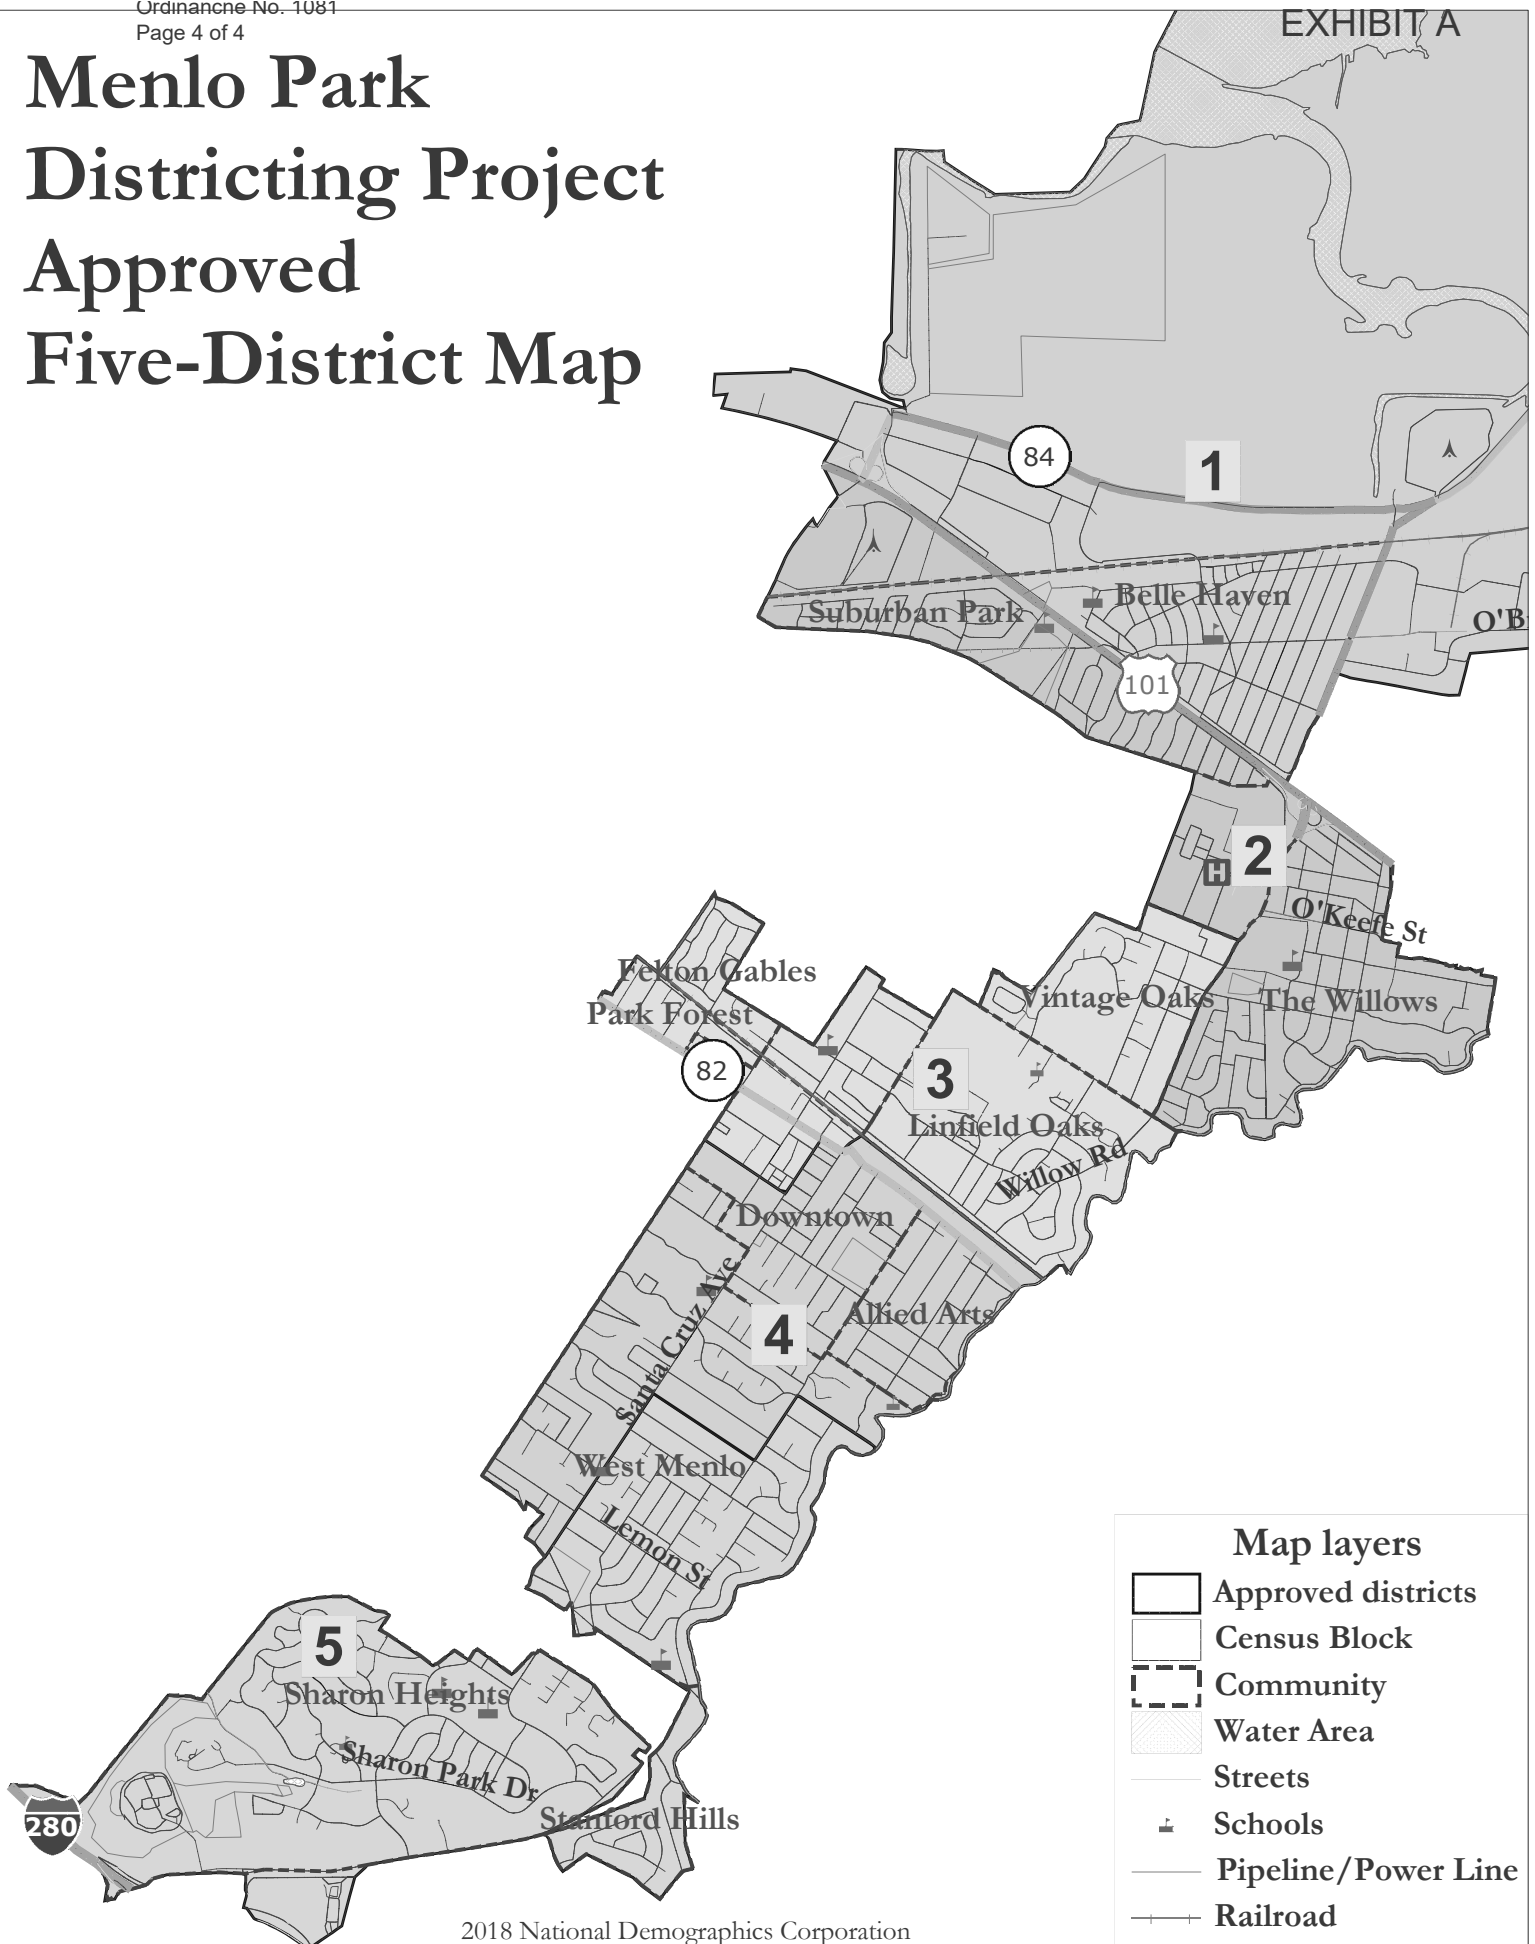 Ordinancne No. 1081
Page 4 of 4
EXHIBIT A
Menlo Park
Districting Project
Approved
Five-District Map
84
1
Suburban Park
Belle Haven
O'B
101
2
O'Keefe St
Felton Gables
Vintage Oaks
The Willows
Park Forest
82
3
Linfield Oaks
Willow Rd
Downtown
Santa Cruz Ave
Allied Arts
4
West Menlo
Lemon St
5
Sharon Heights
Sharon Park Dr
Stanford Hills
280
Map layers
Approved districts
Census Block
Community
Water Area
Streets
Schools
Pipeline/Power Line
Railroad
2018 National Demographics Corporation
H